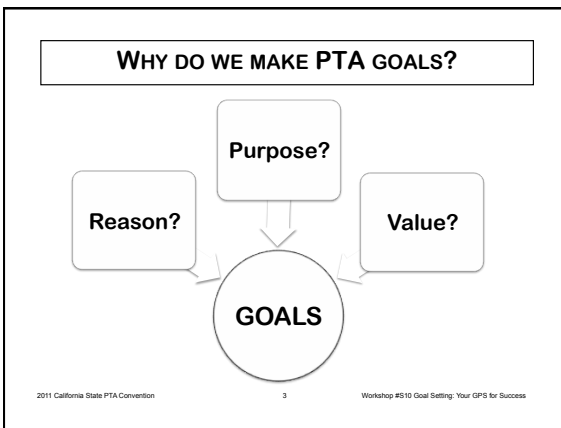 WHY DO WE MAKE PTA GOALS?
Purpose?
Reason?
Value?
GOALS
2011 California State PTA Convention
3
Workshop #S10 Goal Setting: Your GPS for Success